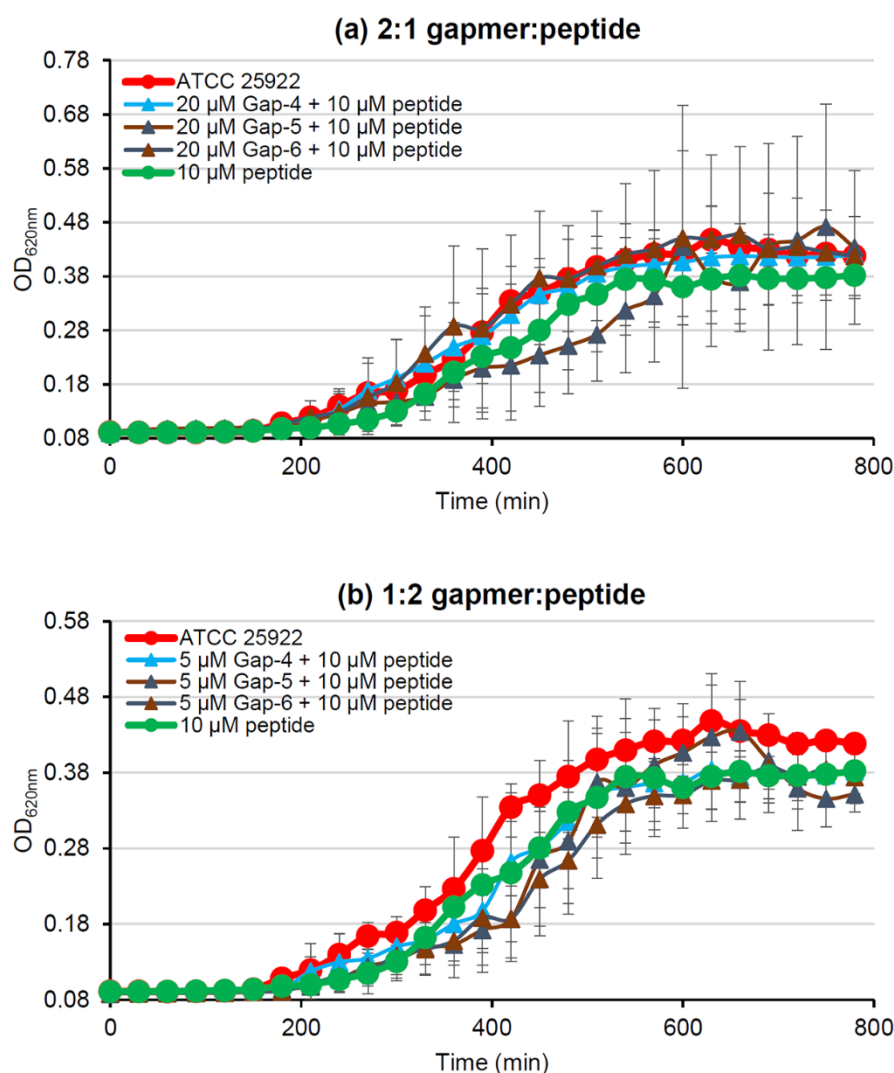 (a) 2:1 gapmer:peptide
0.78
0.68
0.58
0.48
0.38
0.28
0.18
0.08
OD620nm
ATCC 25922
20 µM Gap-4 + 10 µM peptide
20 µM Gap-5 + 10 µM peptide
20 µM Gap-6 + 10 µM peptide
10 µM peptide
0 200 400 600 800
Time (min)
(b) 1:2 gapmer:peptide
0.58
0.48
0.38
0.28
0.18
0.08
OD620nm
ATCC 25922
5 µM Gap-4 + 10 µM peptide
5 µM Gap-5 + 10 µM peptide
5 µM Gap-6 + 10 µM peptide
10 µM peptide
0 200 400 600 800
Time (min)